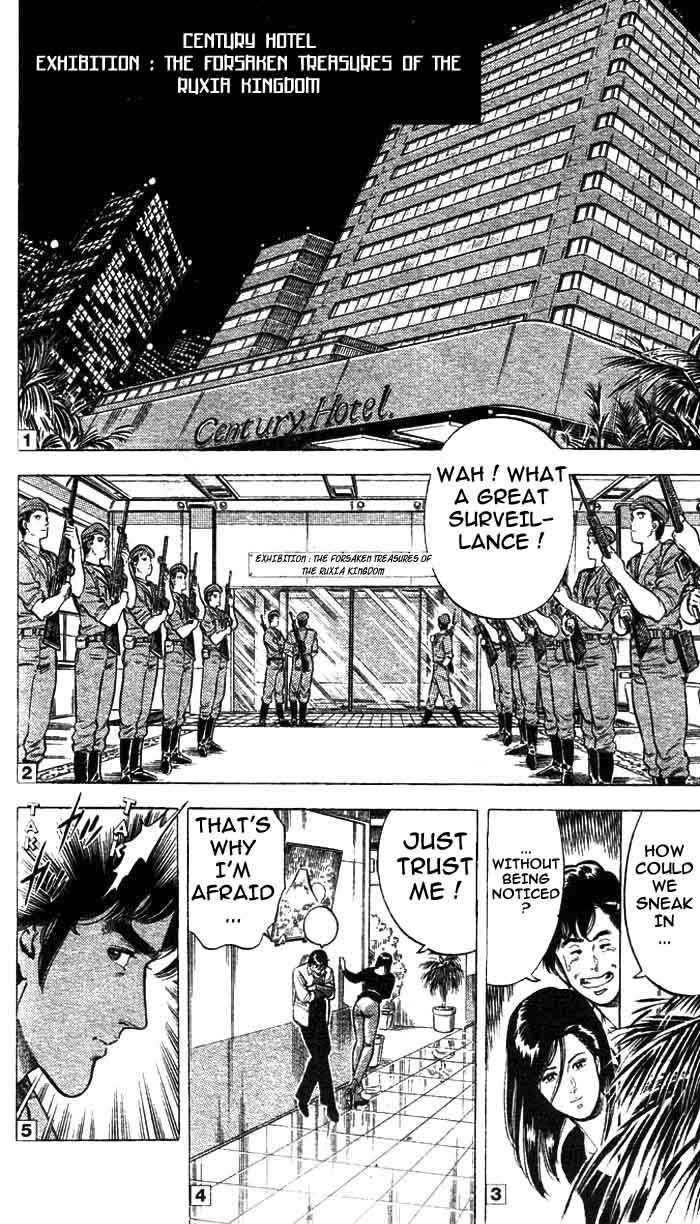 CENTURY HOTEL
EXHIBITION : THE FORSAKEN TREASURES OF THE
RUXIA KINGDOM
Century Hotel.
1
WAH ! WHAT
A GREAT
SURVEIL-
LANCE !
EXHIBITION : THE FORSAKEN TREASURES OF
THE RUXIA KINGDOM
2
HOW COULD
WE
SNEAK
IN
...
...
WITHOUT
BEING
NOTICED
?
3
JUST
TRUST
ME !
THAT'S
WHY
I'M
AFRAID
...
4
TAK
TAK
5